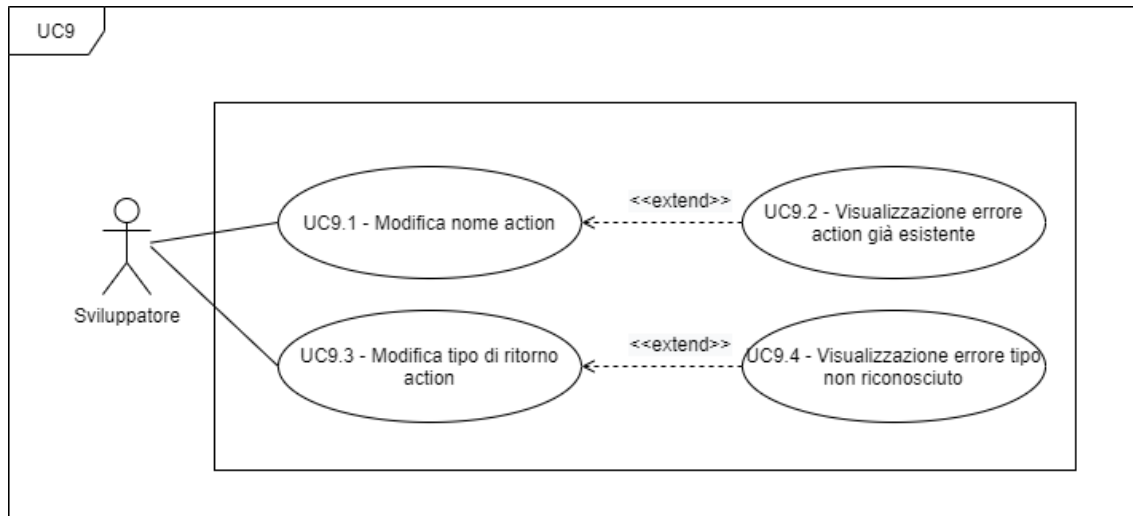 UC9
<<extend>>
UC9.1 - Modifica nome action
UC9.2 - Visualizzazione errore
action già esistente
Sviluppatore
<<extend>>
UC9.3 - Modifica tipo di ritorno
action
UC9.4 - Visualizzazione errore tipo
non riconosciuto